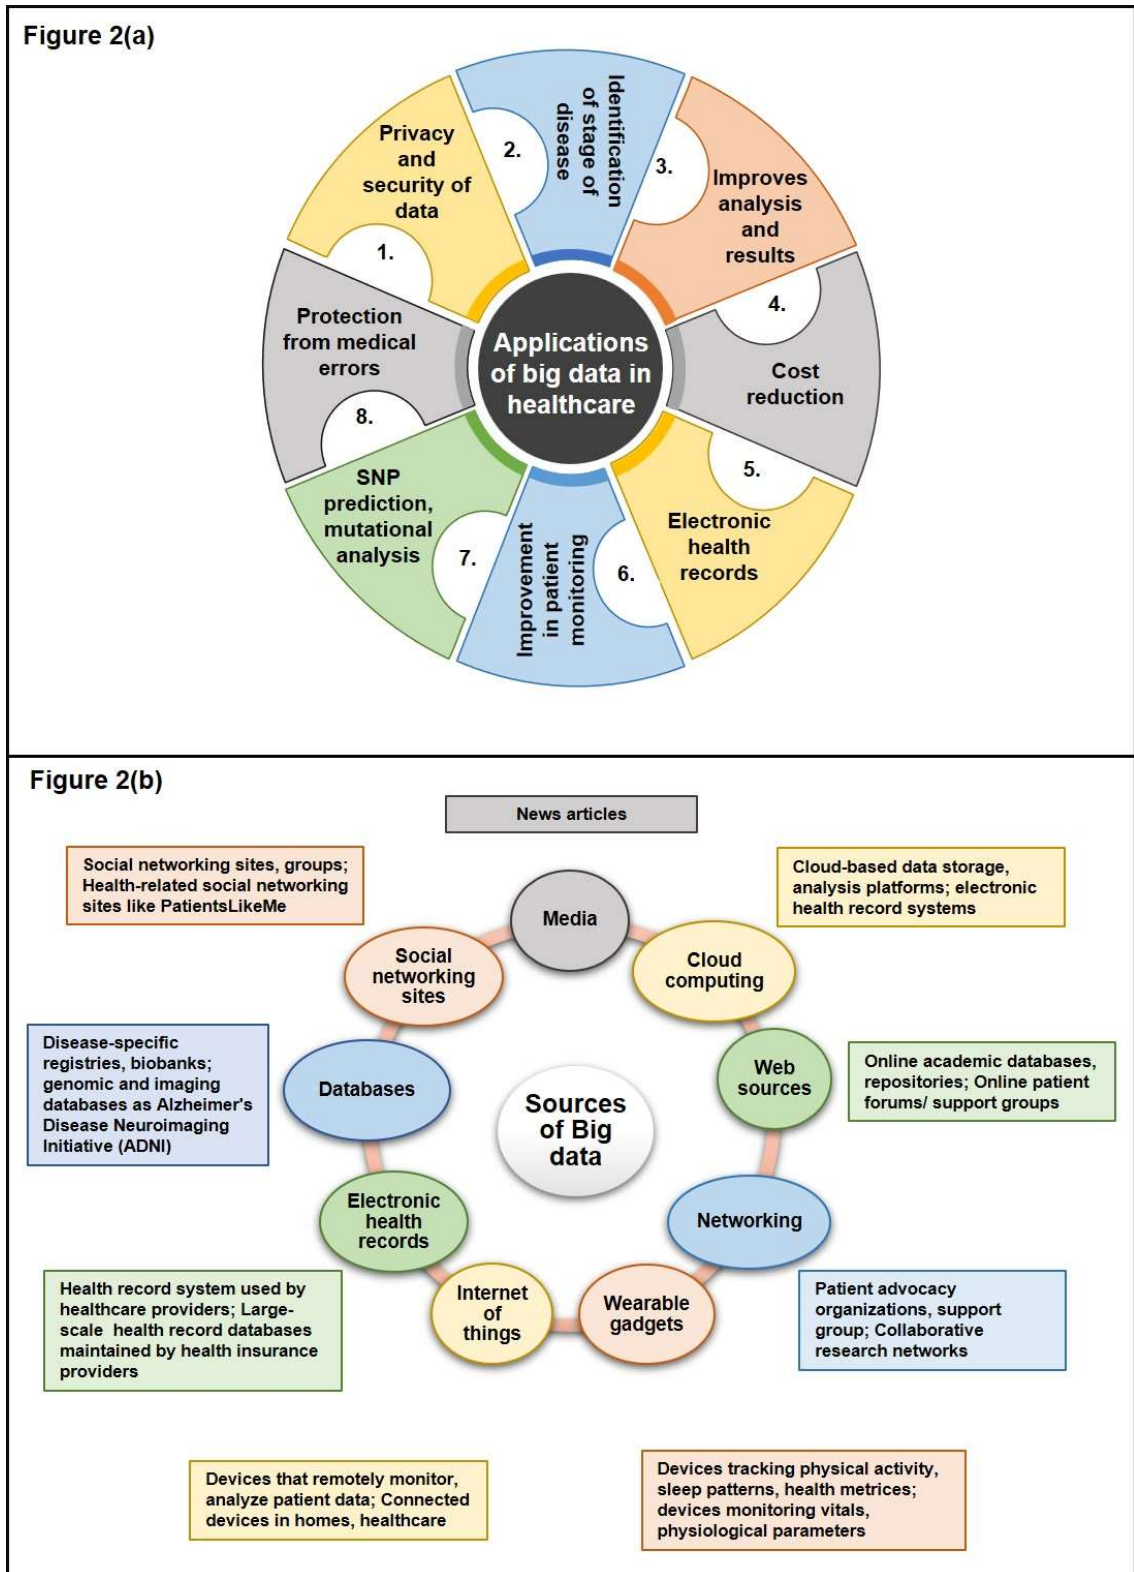 Figure 2(a)
Privacy
and
security of
data
1.
2.
Identification
of stage of
disease
3.
Improves
analysis
and
results
4.
Cost
reduction
5.
Electronic
health
records
6.
Improvement
in patient
monitoring
7.
SNP
prediction,
mutational
analysis
8.
Protection
from medical
errors
Applications
of big data in
healthcare
Figure 2(b)
News articles
Social networking sites, groups;
Health-related social networking
sites like PatientsLikeMe
Cloud-based data storage,
analysis platforms; electronic
health record systems
Media
Social
networking
sites
Cloud
computing
Disease-specific
registries, biobanks;
genomic and imaging
databases as Alzheimer's
Disease Neuroimaging
Initiative (ADNI)
Databases
Web
sources
Online academic databases,
repositories; Online patient
forums/ support groups
Sources
of Big
data
Electronic
health
records
Networking
Health record system used by
healthcare providers; Large-
scale health record databases
maintained by health insurance
providers
Internet
of
things
Wearable
gadgets
Patient advocacy
organizations, support
group; Collaborative
research networks
Devices that remotely monitor,
analyze patient data; Connected
devices in homes, healthcare
Devices tracking physical activity,
sleep patterns, health metrices;
devices monitoring vitals,
physiological parameters